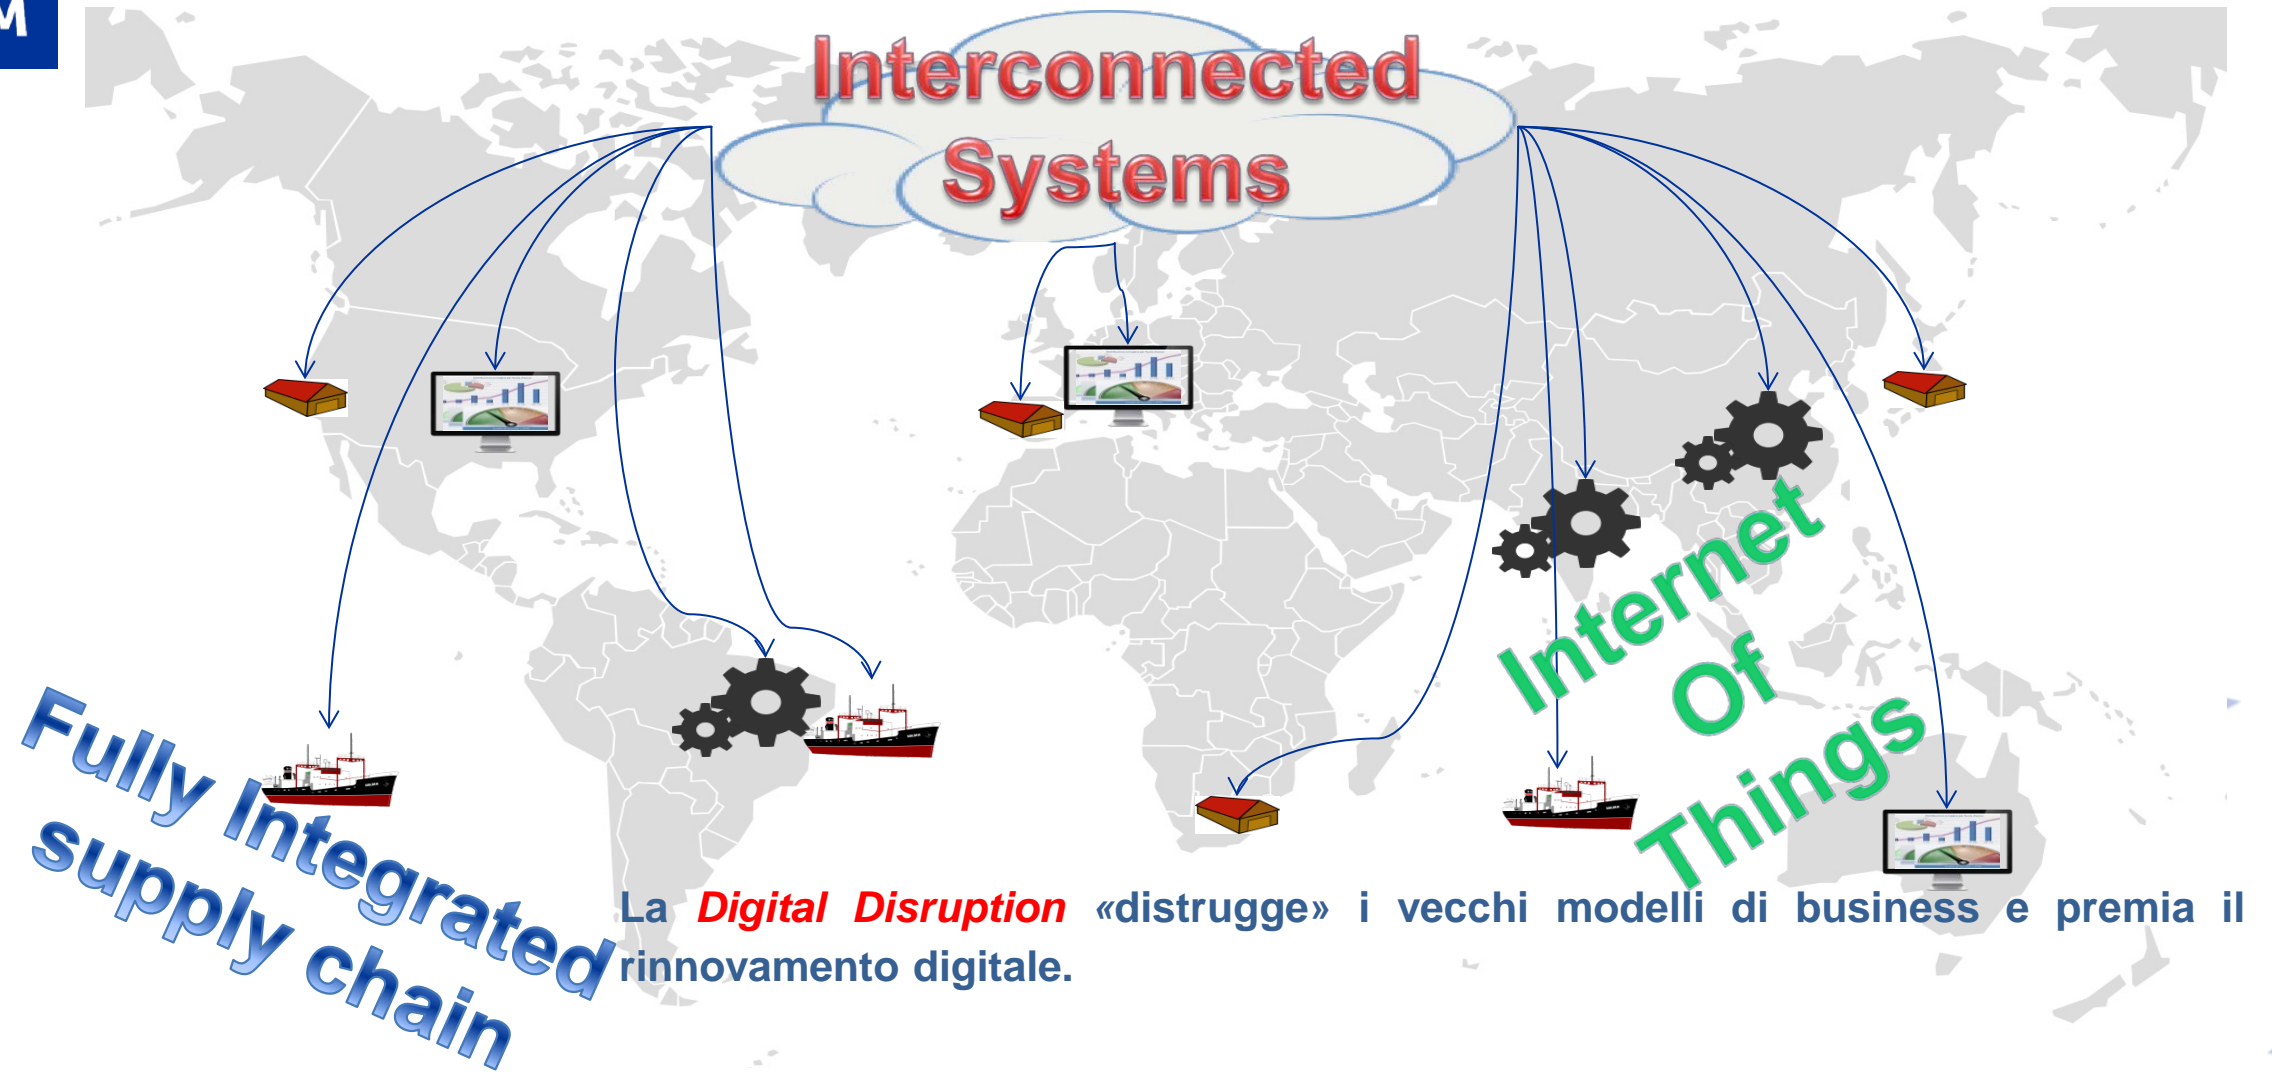 M
Interconnected
Systems
Internet
Of
Things
Fully Integrated
supply chain
La Digital Disruption «distrugge» i vecchi modelli di business e premia il
rinnovamento digitale.